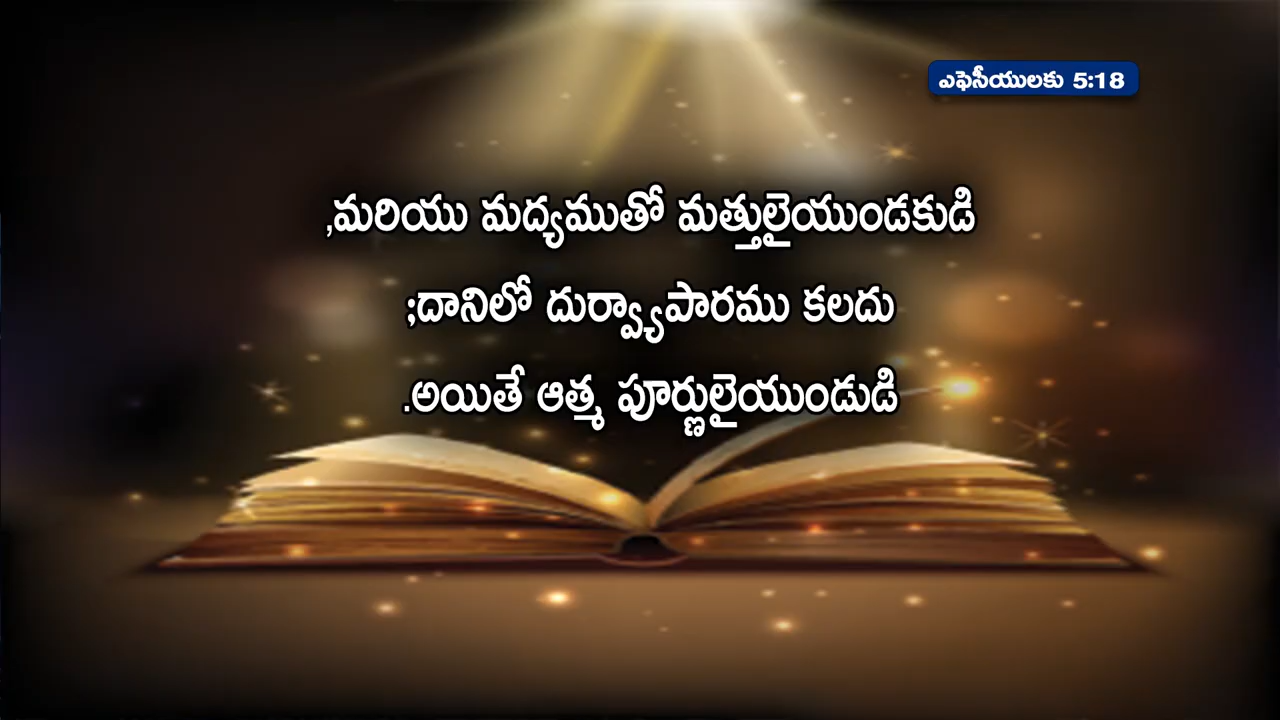 ఎఫెసీయులకు 5:18
,మరియు మద్యముతో మత్తులైయుండకుడి
;దానిలో దుర్వ్యాపారము కలదు
.అయితే ఆత్మ పూర్ణులైయుండుడి